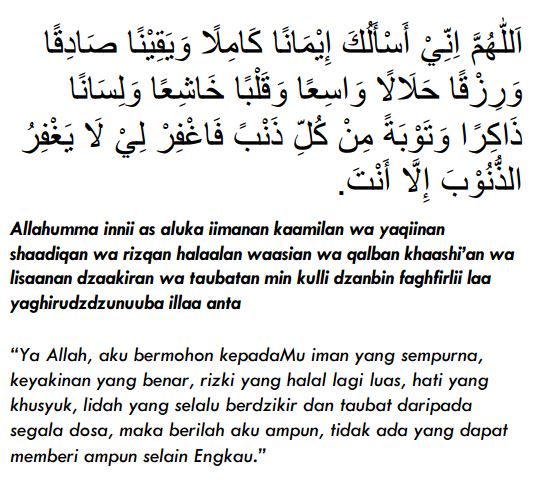 اَللّٰهُمَّ اِنِّيْ أَسْأَلُكَ إِيْمَانًا كَامِلًا وَيَقِيْنًا صَادِقًا
وَرِزْقًا حَلَالًا وَاسِعًا وَقَلْبًا خَاشِعًا وَلِسَانًا
ذَاكِرًا وَتَوْبَةً مِنْ كُلِّ ذَنْبً فَاغْفِرْ لِيْ لَا يَغْفِرُ
الذُّنُوْبَ إِلَّا أَنْتَ.
Allahumma innii as aluka iimanan kaamilan wa yaqiinan
shaadiqan wa rizqan halaalan waasian wa qalban khaashi’an wa
lisaanan dzaakiran wa taubatan min kulli dzanbin faghfirlii laa
yaghirudzdzunuuba illaa anta
“Ya Allah, aku bermohon kepadaMu iman yang sempurna,
keyakinan yang benar, rizki yang halal lagi luas, hati yang
khusyuk, lidah yang selalu berdzikir dan taubat daripada
segala dosa, maka berilah aku ampun, tidak ada yang dapat
memberi ampun selain Engkau.”